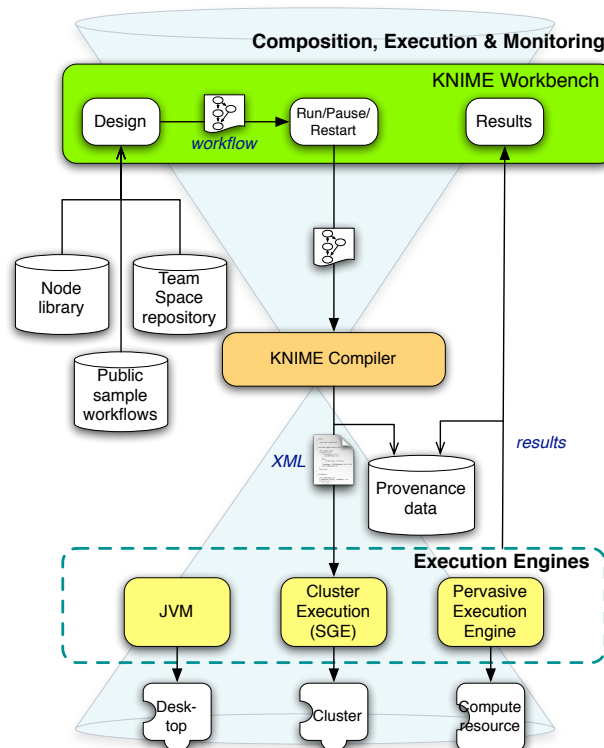 Composition, Execution & Monitoring
KNIME Workbench
Design
workflow
Run/Pause/
Restart
Results
Node
library
Team
Space
repository
Public
sample
workflows
KNIME Compiler
XML
results
Provenance
data
Execution Engines
JVM
Cluster
Execution
(SGE)
Pervasive
Execution
Engine
Desk-
top
Cluster
Compute
resource